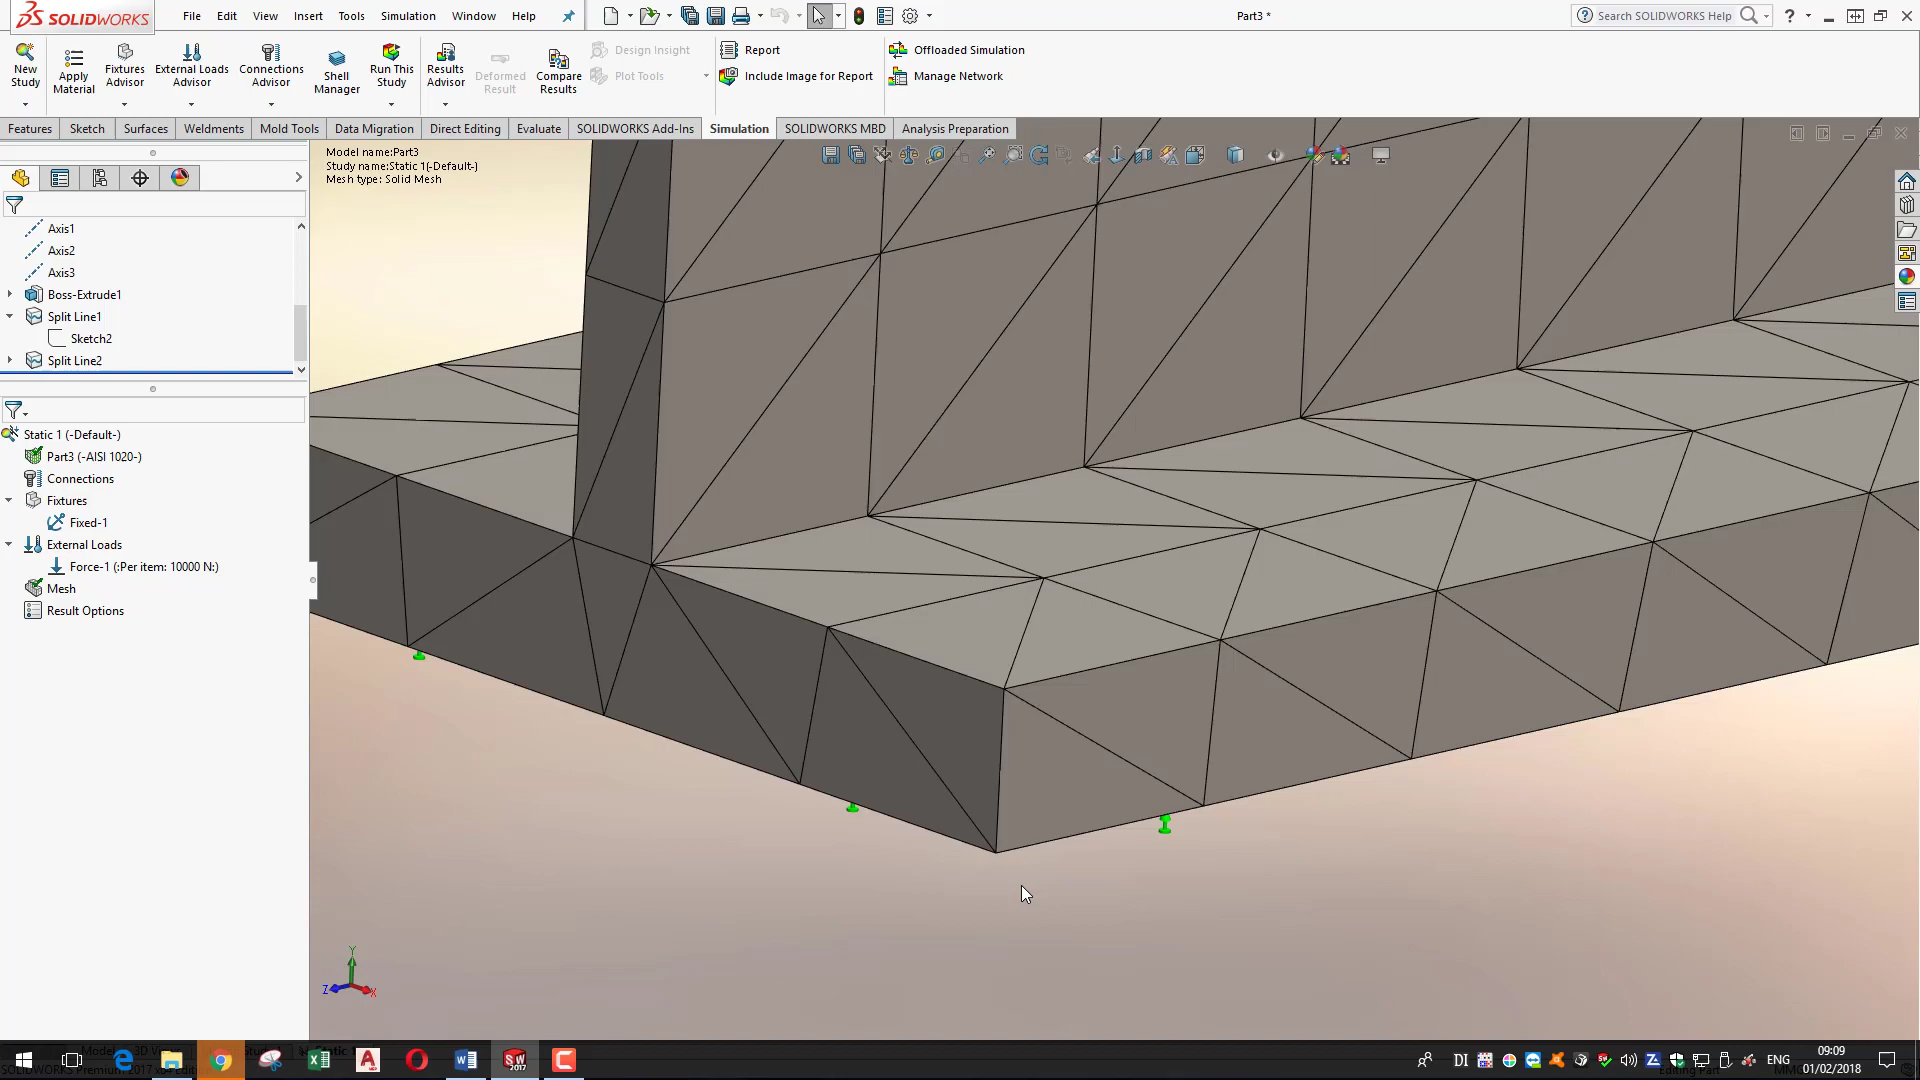 SOLIDWORKS
File Edit View Insert Tools Simulation Window Help
Part3 *
Search SOLIDWORKS Help
New Study
Apply Material
Fixtures Advisor
External Loads Advisor
Connections Advisor
Shell Manager
Run This Study
Results Advisor
Deformed Result
Compare Results
Design Insight
Plot Tools
Report
Include Image for Report
Offloaded Simulation
Manage Network
Features Sketch Surfaces Weldments Mold Tools Data Migration Direct Editing Evaluate SOLIDWORKS Add-Ins Simulation SOLIDWORKS MBD Analysis Preparation
Model name:Part3
Study name:Static 1(-Default-)
Mesh type: Solid Mesh
Axis1
Axis2
Axis3
Boss-Extrude1
Split Line1
Sketch2
Split Line2
Static 1 (-Default-)
Part3 (-AISI 1020-)
Connections
Fixtures
Fixed-1
External Loads
Force-1 (:Per item: 10000 N:)
Mesh
Result Options
Y
Z
X
ENG
09:09
01/02/2018